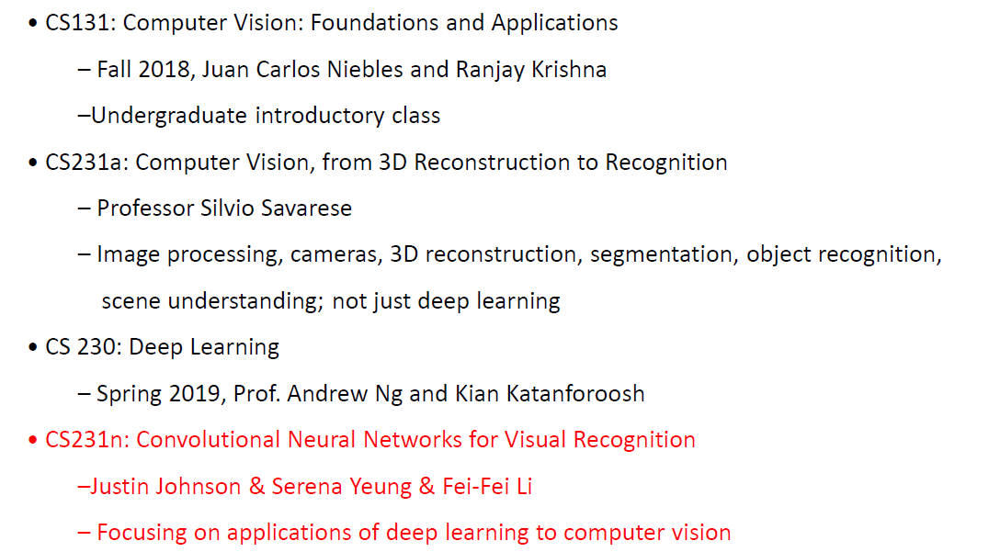 • CS131: Computer Vision: Foundations and Applications
– Fall 2018, Juan Carlos Niebles and Ranjay Krishna
–Undergraduate introductory class
• CS231a: Computer Vision, from 3D Reconstruction to Recognition
– Professor Silvio Savarese
– Image processing, cameras, 3D reconstruction, segmentation, object recognition,
scene understanding; not just deep learning
• CS 230: Deep Learning
– Spring 2019, Prof. Andrew Ng and Kian Katanforoosh
• CS231n: Convolutional Neural Networks for Visual Recognition
–Justin Johnson & Serena Yeung & Fei-Fei Li
– Focusing on applications of deep learning to computer vision